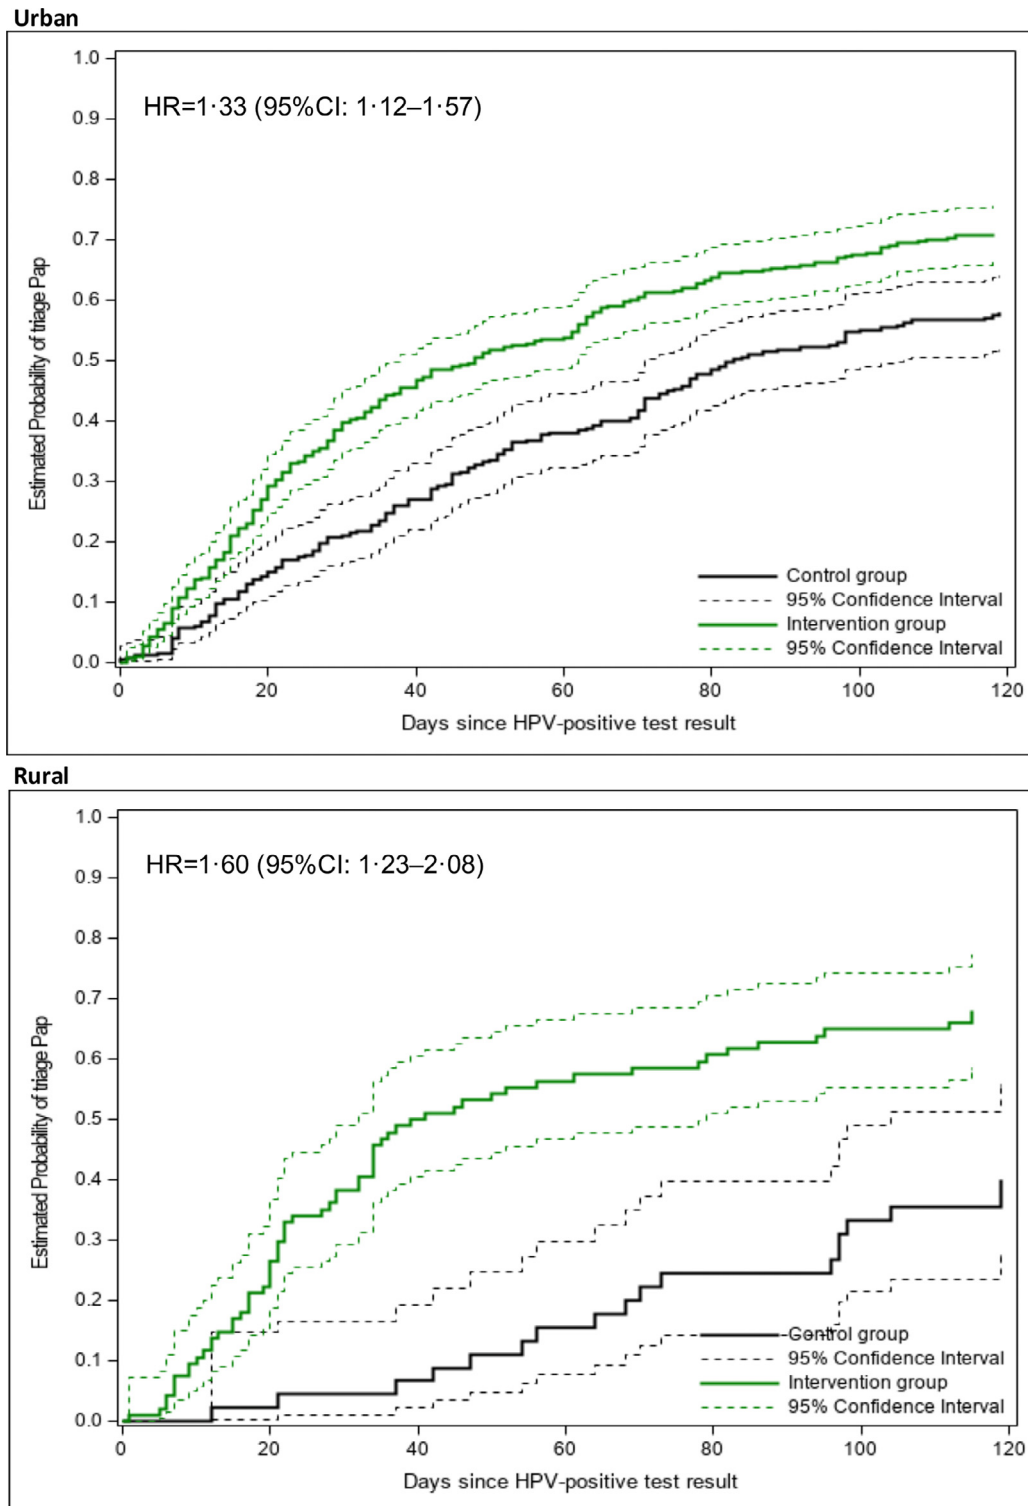 Urban
HR=1·33 (95%CI: 1·12–1·57)
Estimated Probability of triage Pap
1.0
0.9
0.8
0.7
0.6
0.5
0.4
0.3
0.2
0.1
0.0
Control group
95% Confidence Interval
Intervention group
95% Confidence Interval
0 20 40 60 80 100 120
Days since HPV-positive test result
Rural
HR=1·60 (95%CI: 1·23–2·08)
Estimated Probability of triage Pap
1.0
0.9
0.8
0.7
0.6
0.5
0.4
0.3
0.2
0.1
0.0
Control group
95% Confidence Interval
Intervention group
95% Confidence Interval
0 20 40 60 80 100 120
Days since HPV-positive test result